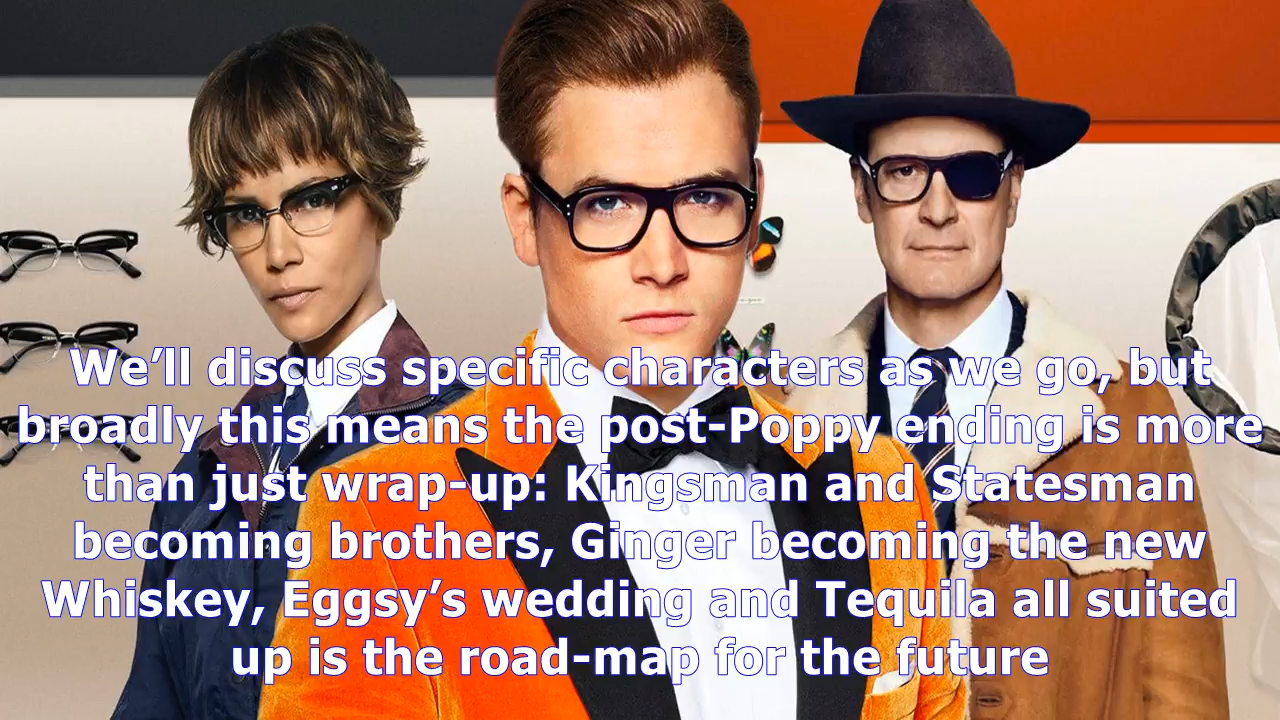 We’ll discuss specific characters as we go, but
broadly this means the post-Poppy ending is more
than just wrap-up: Kingsman and Statesman
becoming brothers, Ginger becoming the new
Whiskey, Eggsy’s wedding and Tequila all suited
up is the road-map for the future